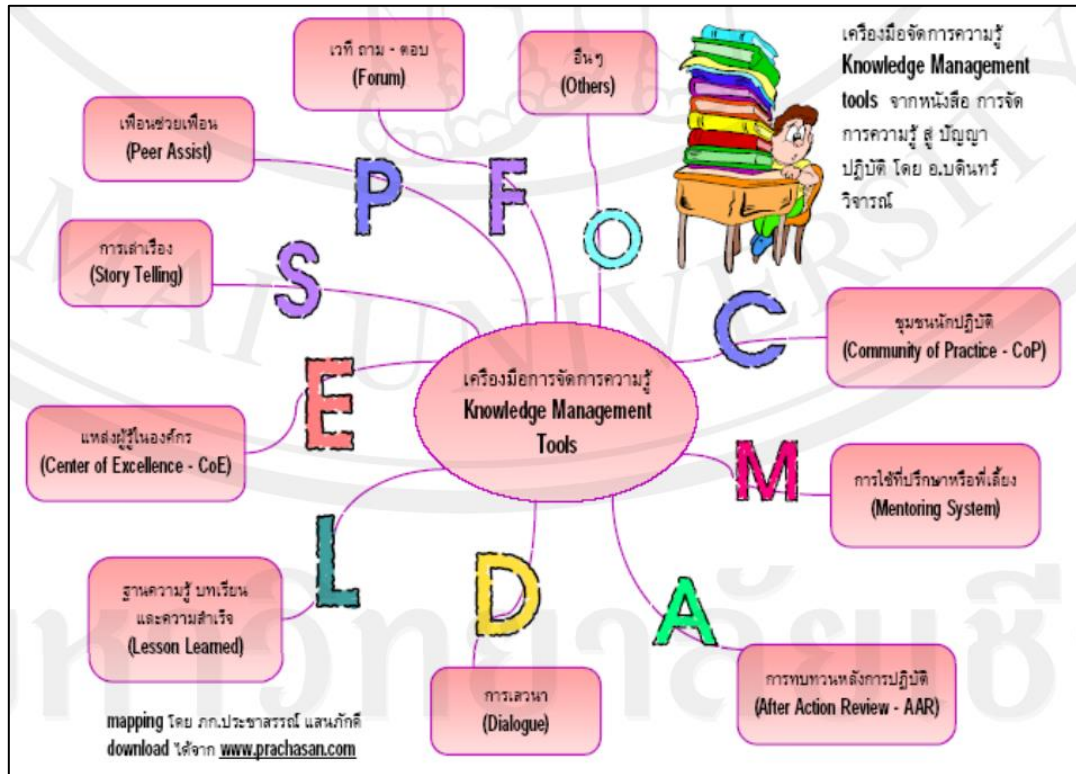 เวที ถาม - ตอบ
(Forum)
อื่นๆ
(Others)
เครื่องมือจัดการความรู้
Knowledge Management
tools จากหนังสือ การจัด
การความรู้ สู่ ปัญญา
ปฏิบัติ โดย อ.บดินทร์
วิจารณ์
เพื่อนช่วยเพื่อน
(Peer Assist)
P
F
O
การเล่าเรื่อง
(Story Telling)
S
C
ชุมชนนักปฏิบัติ
(Community of Practice - CoP)
E
เครื่องมือการจัดการความรู้
Knowledge Management
Tools
แหล่งผู้รู้ในองค์กร
(Center of Excellence - CoE)
M
การใช้ที่ปรึกษาหรือพี่เลี้ยง
(Mentoring System)
L
D
A
ฐานความรู้ บทเรียน
และความสำเร็จ
(Lesson Learned)
การเสวนา
(Dialogue)
การทบทวนหลังการปฏิบัติ
(After Action Review - AAR)
mapping โดย ภก.ประชาสรรณ์ แสนภักดี
download ได้จาก www.prachasan.com
MAI UNIVERSITY
มหาวิทยาลัยชี